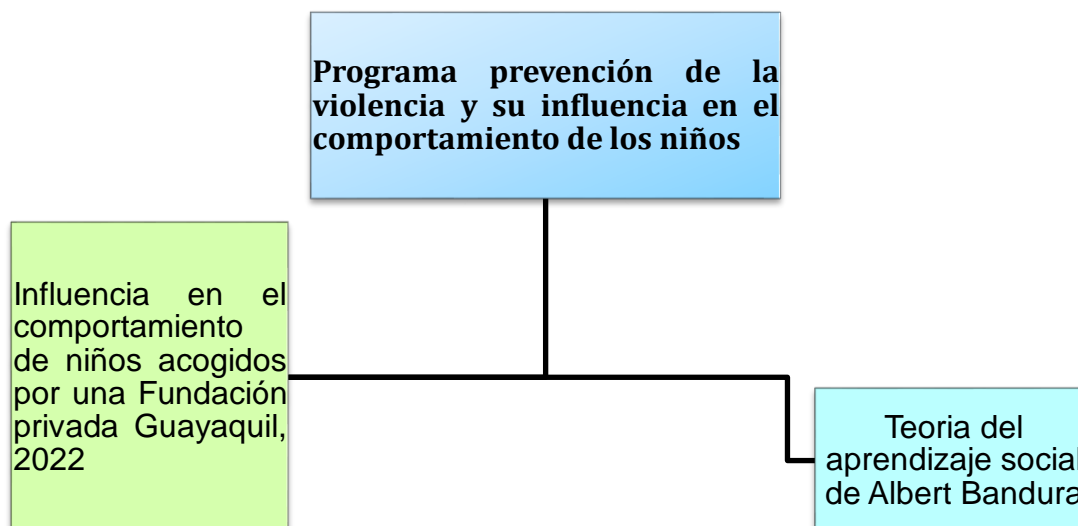 Programa prevención de la
violencia y su influencia en el
comportamiento de los niños
Influencia en el
comportamiento
de niños acogidos
por una Fundación
privada Guayaquil,
2022
Teoria del
aprendizaje social
de Albert Bandura